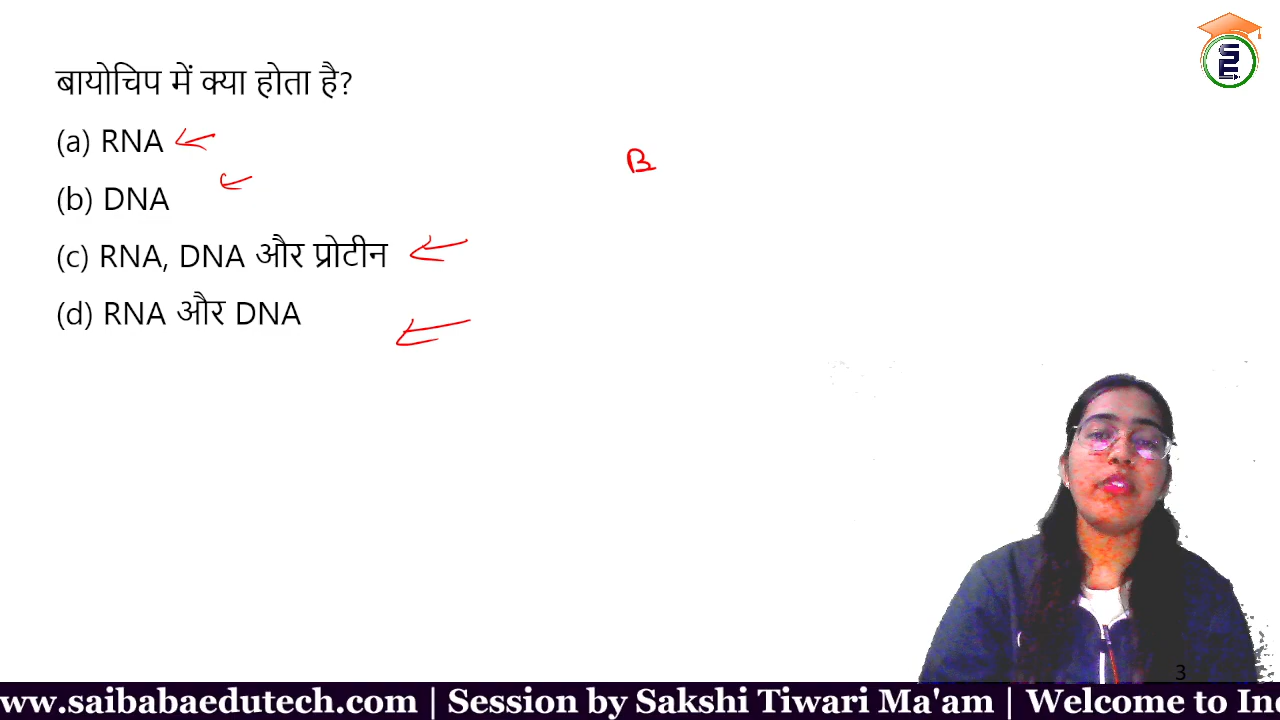 बायोचिप में क्या होता है?
(a) RNA
B
(b) DNA
(c) RNA, DNA और प्रोटीन
(d) RNA और DNA
3
www.saibabaedutech.com | Session by Sakshi Tiwari Ma'am | Welcome to